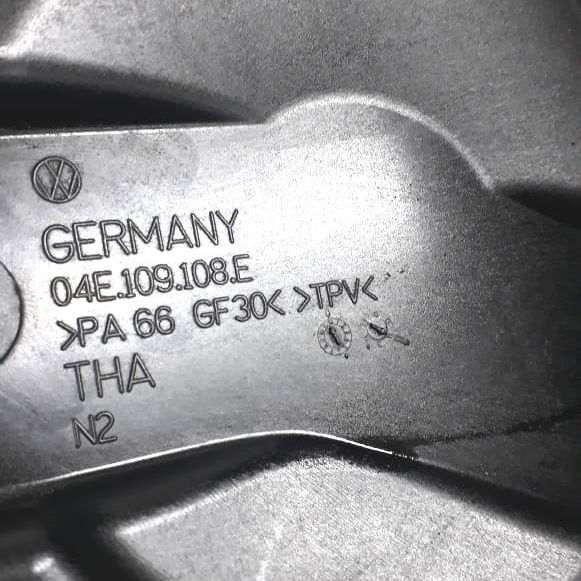 GERMANY
04E.109.108.E
>PA 66 GF30< >TPV<
THA
N2